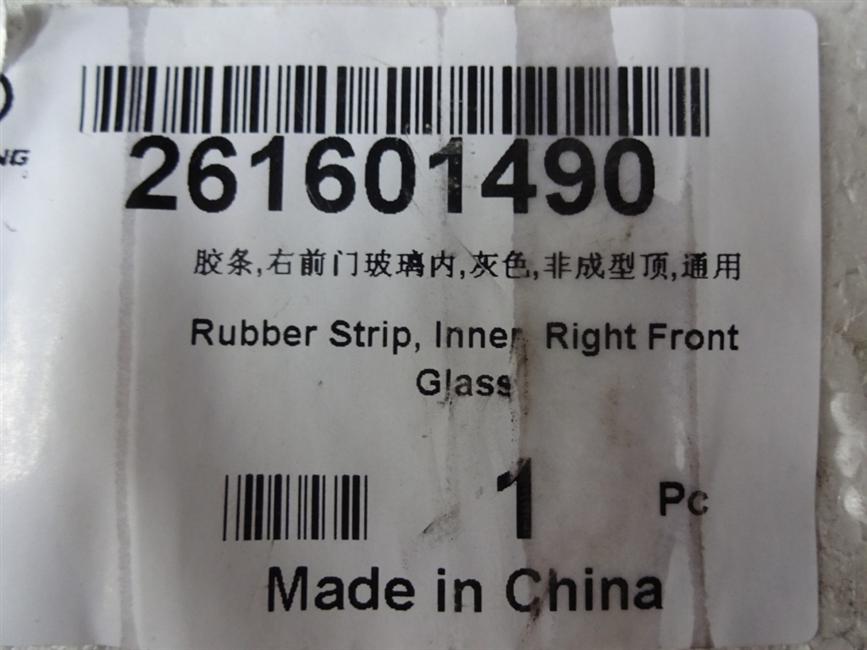 NG
261601490
胶条,右前门玻璃内,灰色,非成型顶,通用
Rubber Strip, Inner, Right Front
Glass
1 Pc
Made in China